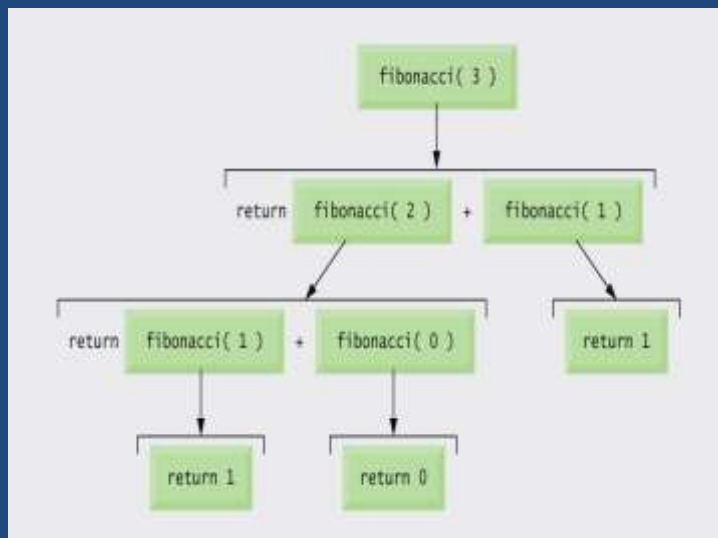 fibonacci( 3 )
return fibonacci( 2 ) + fibonacci( 1 )
return fibonacci( 1 ) + fibonacci( 0 )
return 1
return 1
return 0